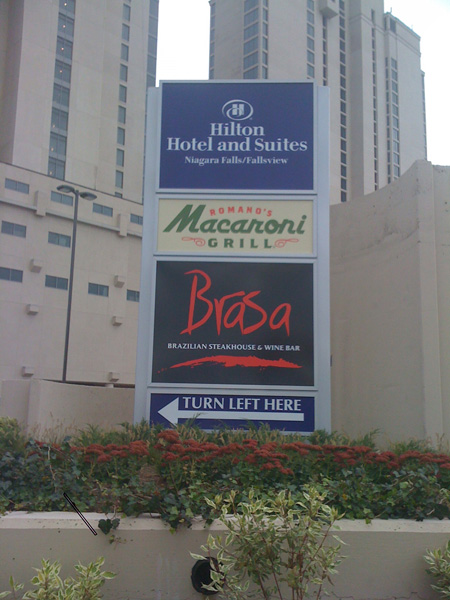 H
Hilton
Hotel and Suites
Niagara Falls/Fallsview
ROMANO'S
Macaroni
GRILL
Brasa
BRAZILIAN STEAKHOUSE & WINE BAR
TURN LEFT HERE